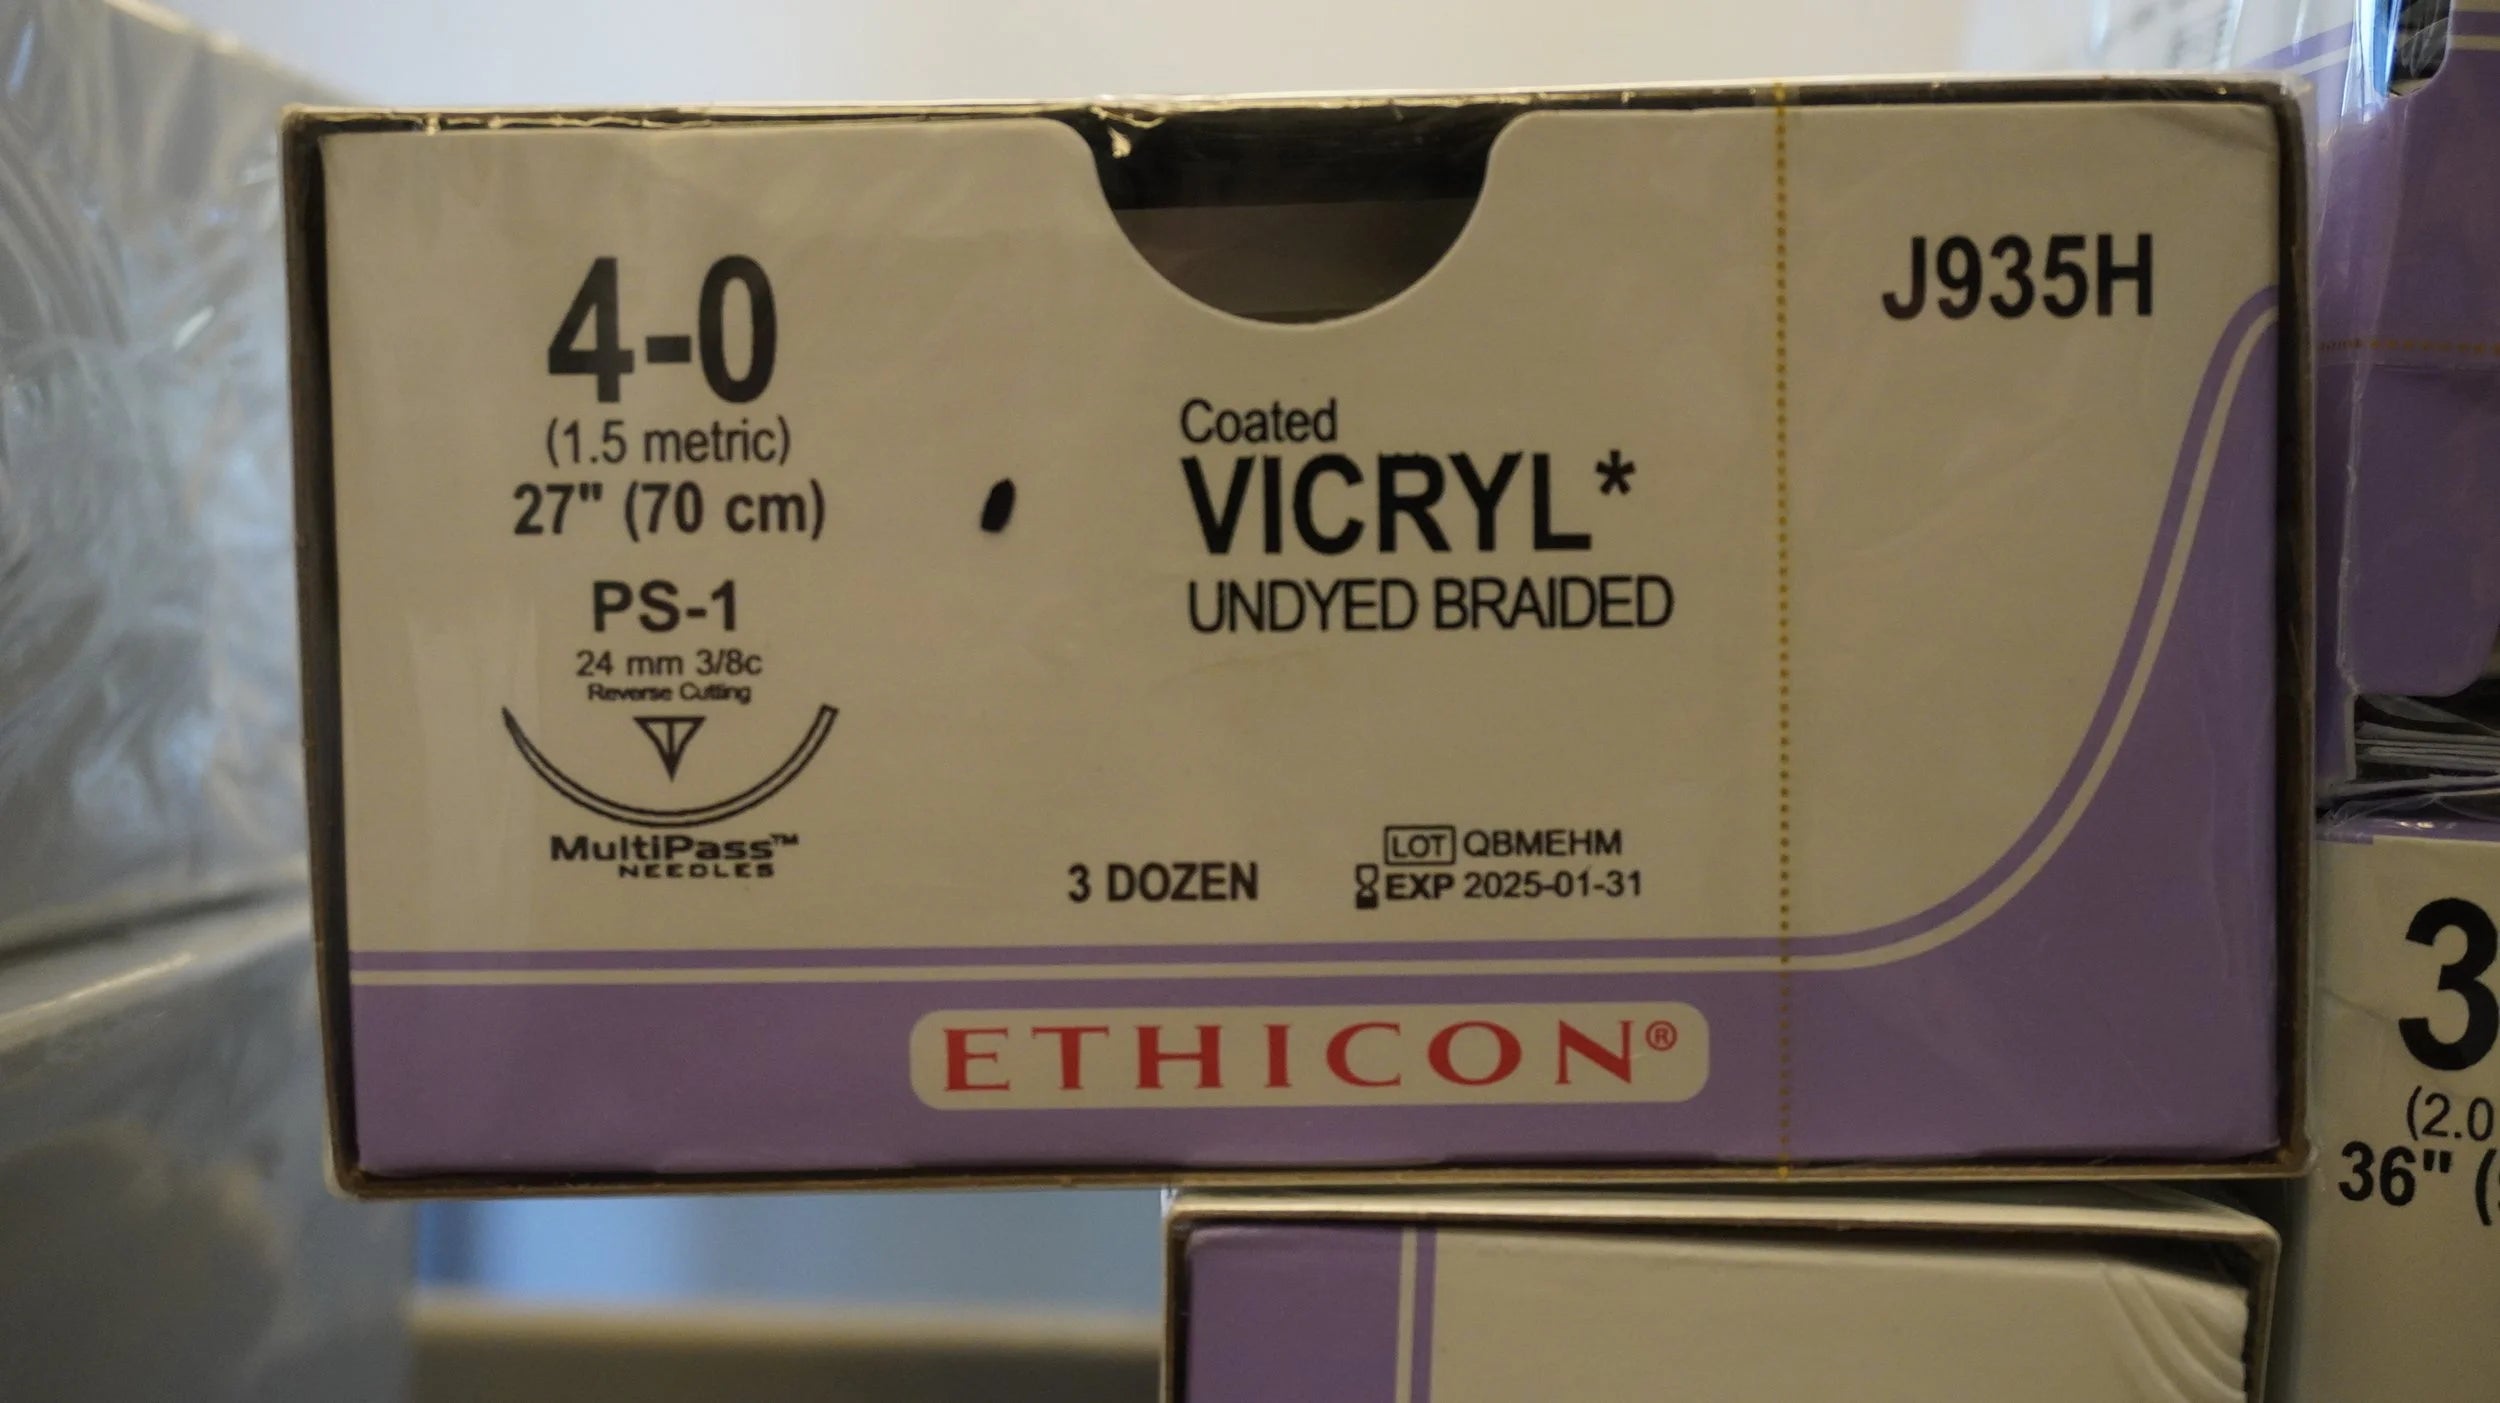 4-0
(1.5 metric)
27" (70 cm)
PS-1
24 mm 3/8c
Reverse Cutting
MultiPass™
NEEDLES
Coated
VICRYL*
UNDYED BRAIDED
3 DOZEN
LOT QBMEHM
EXP 2025-01-31
J935H
ETHICON®
3
(2.0
36" (